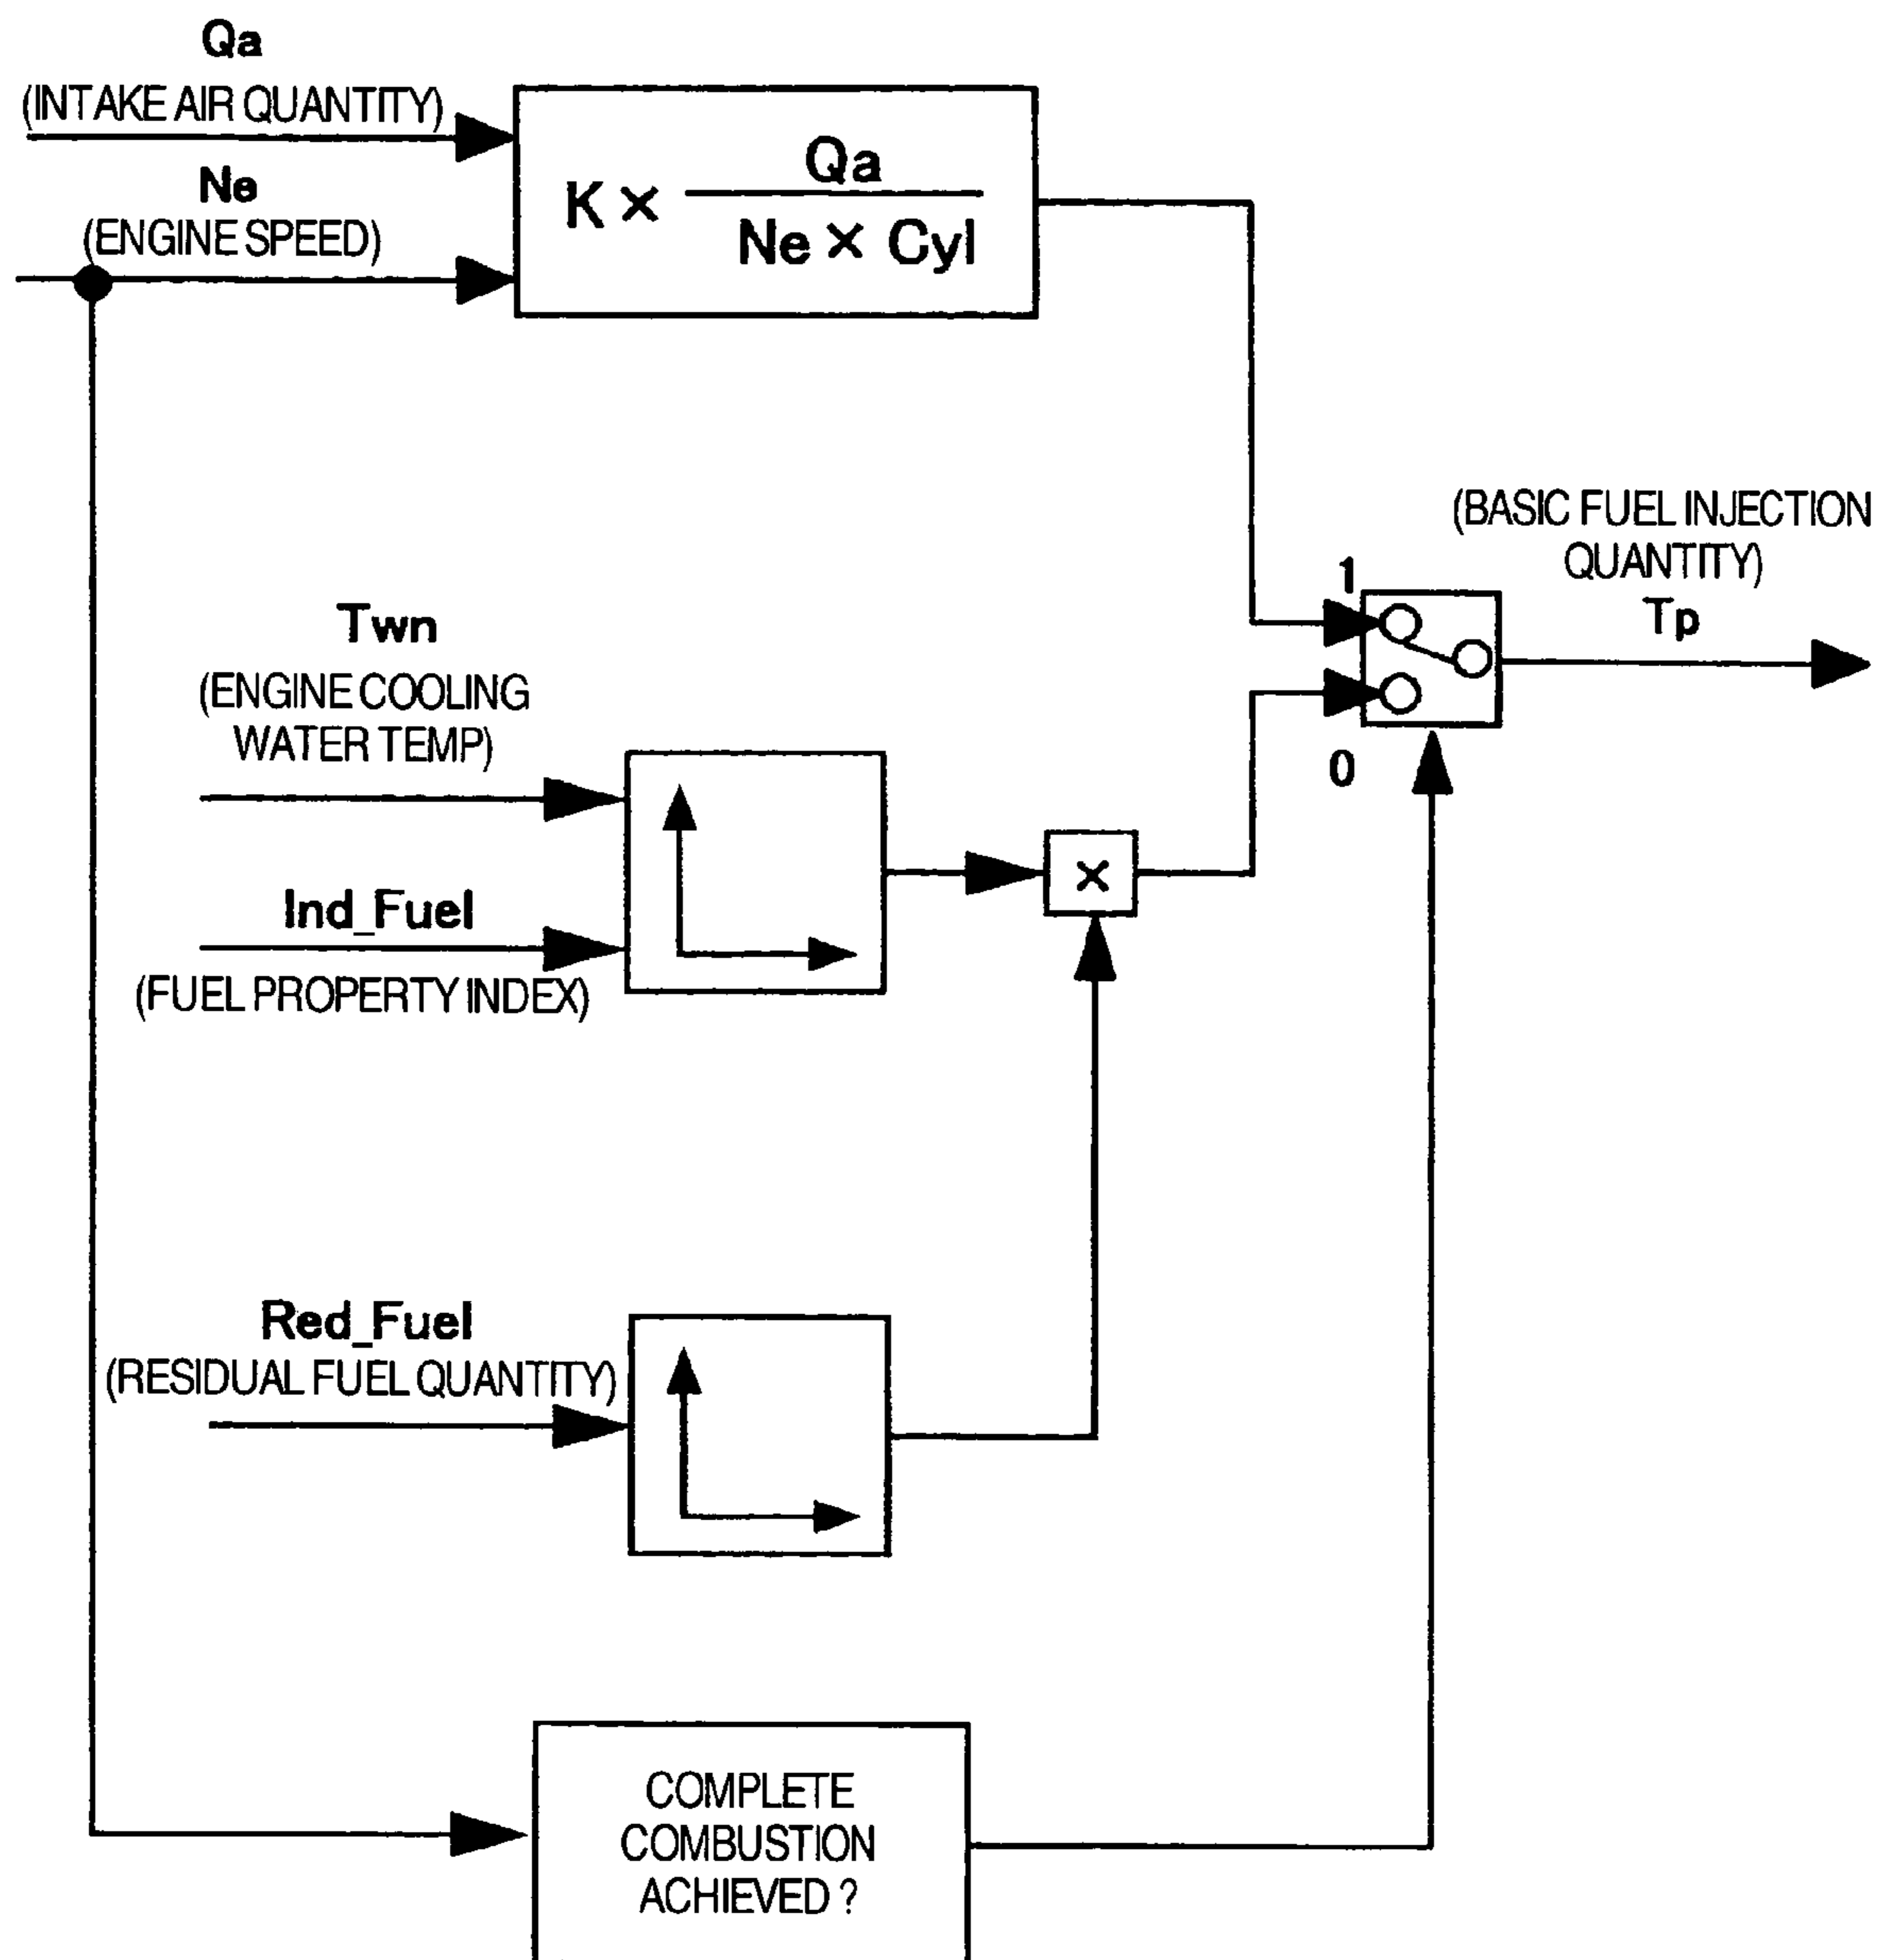 Qa
(INTAKE AIR QUANTITY)
Ne
(ENGINE SPEED)
K × Qa
Ne × Cyl
(BASIC FUEL INJECTION
QUANTITY)
Tp
1
0
Twn
(ENGINE COOLING
WATER TEMP)
Ind_Fuel
(FUEL PROPERTY INDEX)
×
Red_Fuel
(RESIDUAL FUEL QUANTITY)
COMPLETE
COMBUSTION
ACHIEVED ?